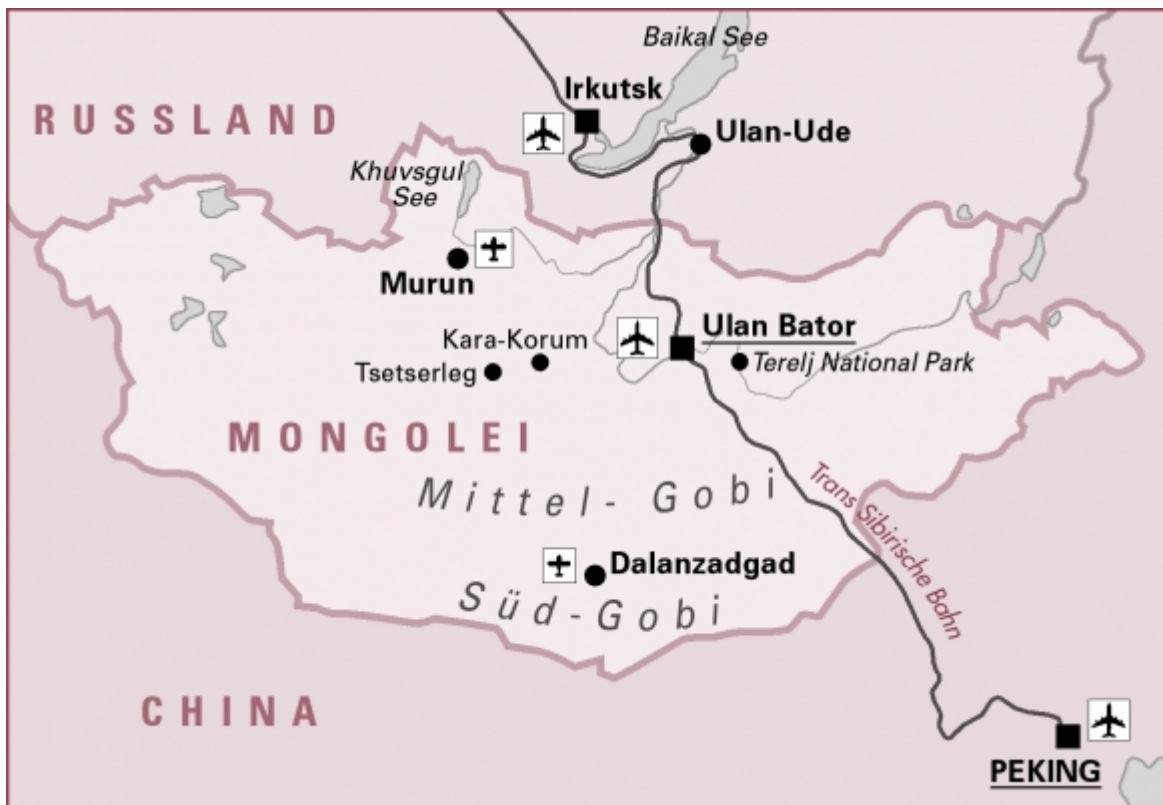 Baikal See
Irkutsk
RUSSLAND
Ulan-Ude
Khuvsgul
See
Murun
Ulan Bator
Kara-Korum
Terelj National Park
Tsetserleg
MONGOLEI
Mittel-Gobi
Trans Sibirische Bahn
Dalanzadgad
Süd-Gobi
CHINA
PEKING